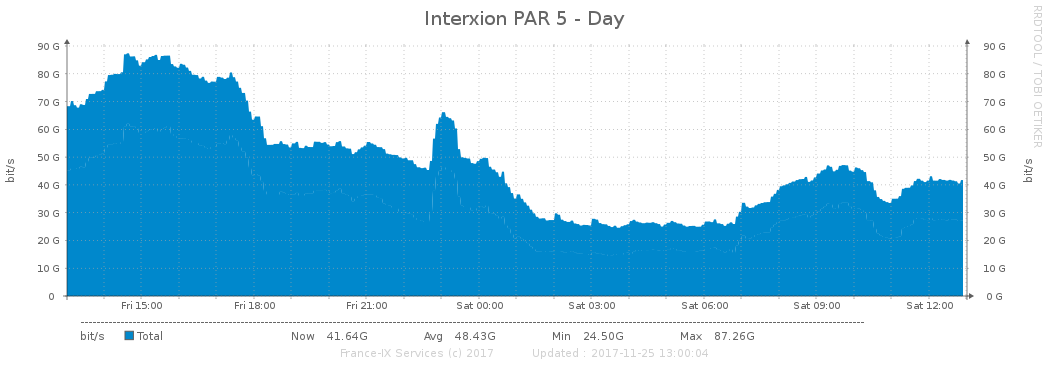 Interxion PAR 5 - Day
RRDTOOL / TOBI OETIKER
90 G 90 G
80 G 80 G
70 G 70 G
60 G 60 G
50 G 50 G
40 G 40 G
30 G 30 G
20 G 20 G
10 G 10 G
0 0 G
bit/s bit/s
Fri 15:00 Fri 18:00 Fri 21:00 Sat 00:00 Sat 03:00 Sat 06:00 Sat 09:00 Sat 12:00
bit/s Total Now 41.64G Avg 48.43G Min 24.50G Max 87.26G
France-IX Services (c) 2017 Updated : 2017-11-25 13:00:04